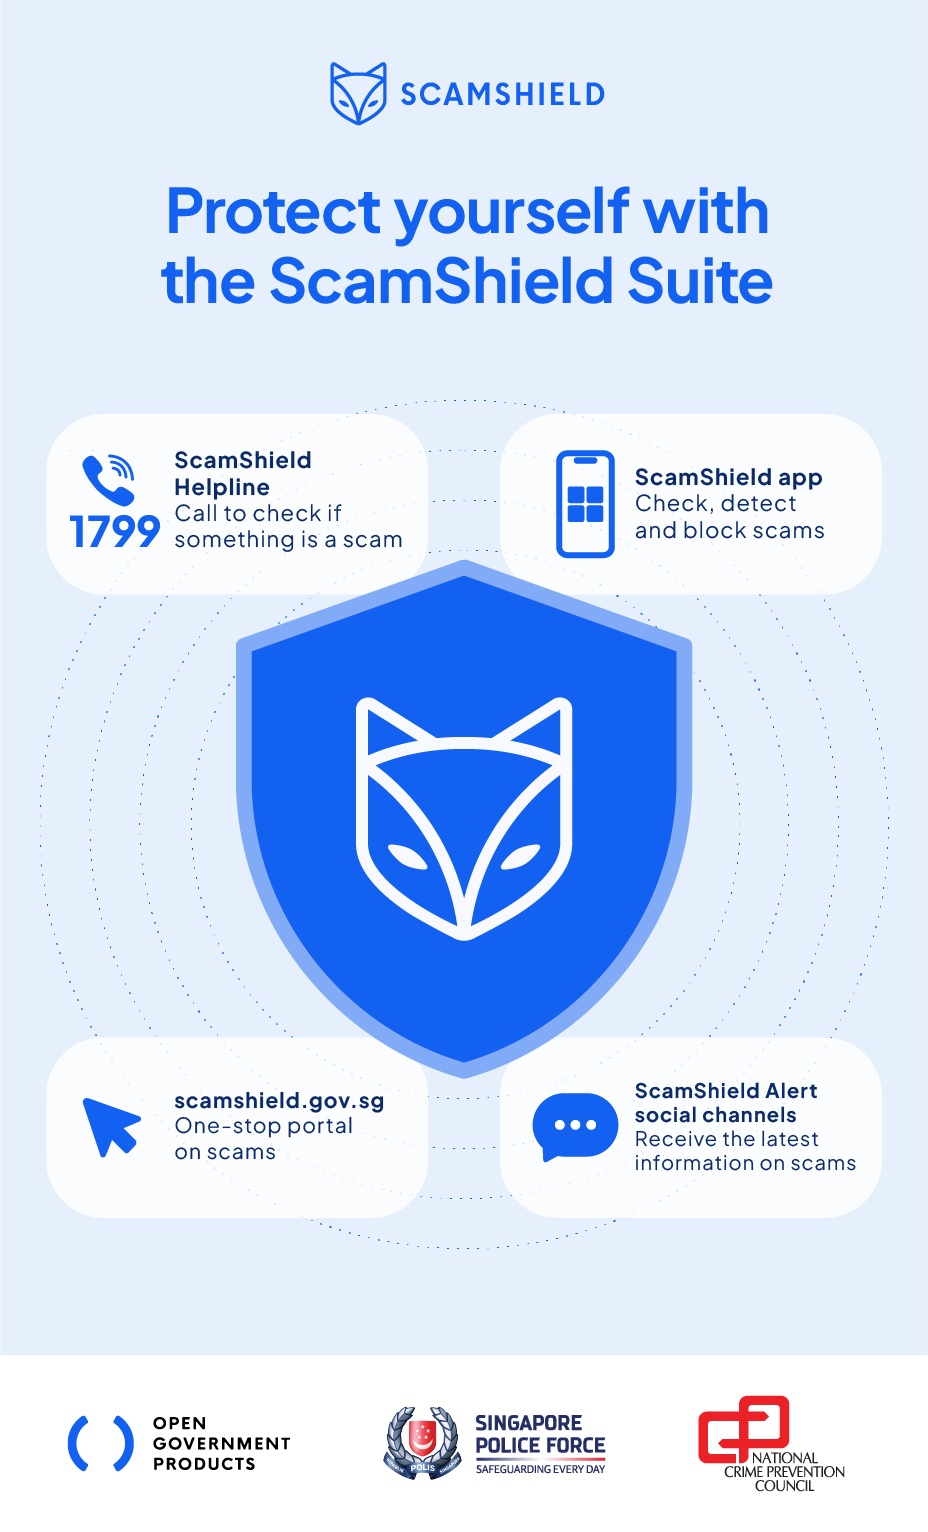 SCAMSHIELD
Protect yourself with
the ScamShield Suite
1799
ScamShield
Helpline
Call to check if
something is a scam
ScamShield app
Check, detect
and block scams
scamshield.gov.sg
One-stop portal
on scams
ScamShield Alert
social channels
Receive the latest
information on scams
OPEN
GOVERNMENT
PRODUCTS
POLIS
SINGAPORE
POLICE FORCE
SAFEGUARDING EVERY DAY
NATIONAL
CRIME PREVENTION
COUNCIL